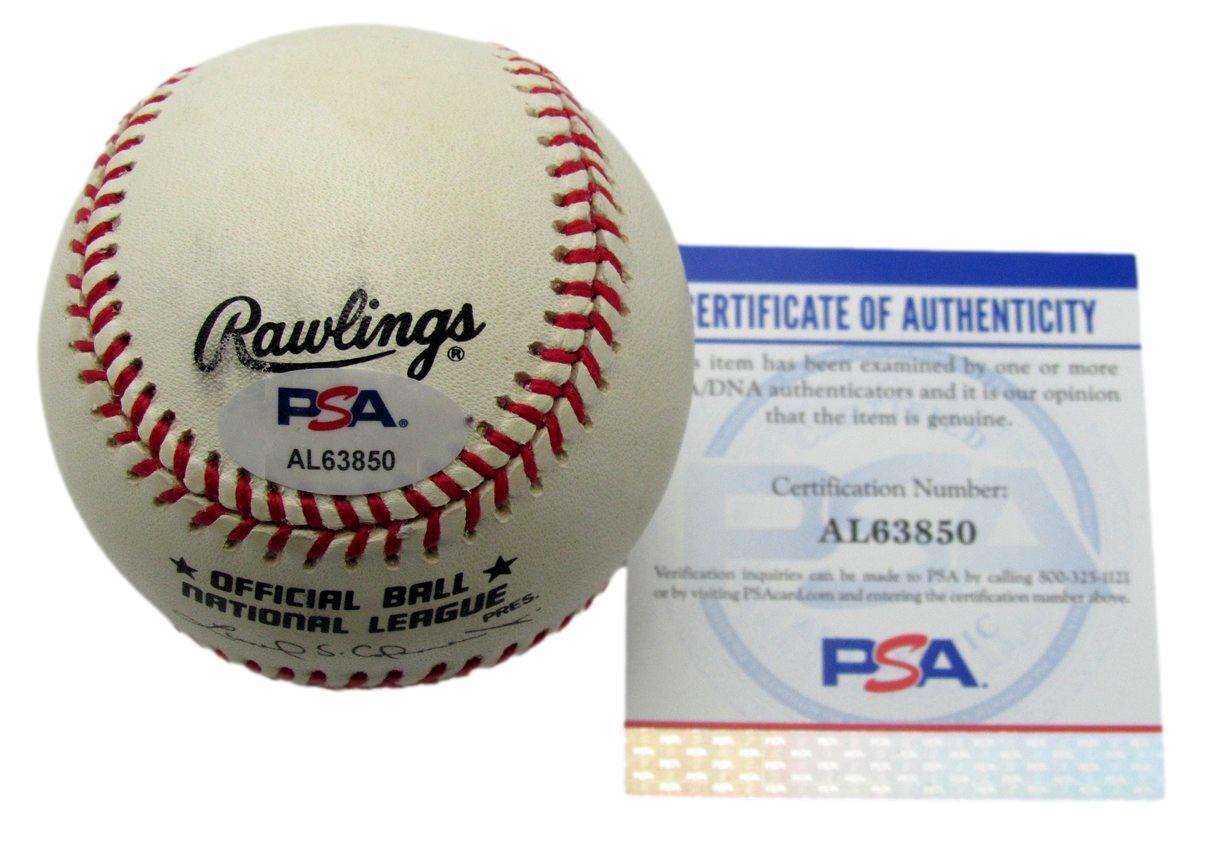 Rawlings®
PSA®
AL63850
★ OFFICIAL BALL ★
NATIONAL LEAGUE
PRES.
ERTIFICATE OF AUTHENTICITY
s item has been examined by one or more
/DNA authenticators and it is our opinion
that the item is genuine.
Certification Number:
AL63850
Verification inquiries can be made to PSA by calling 800-325-1121
or by visiting PSAcard.com and entering the certification number above.
PSA.